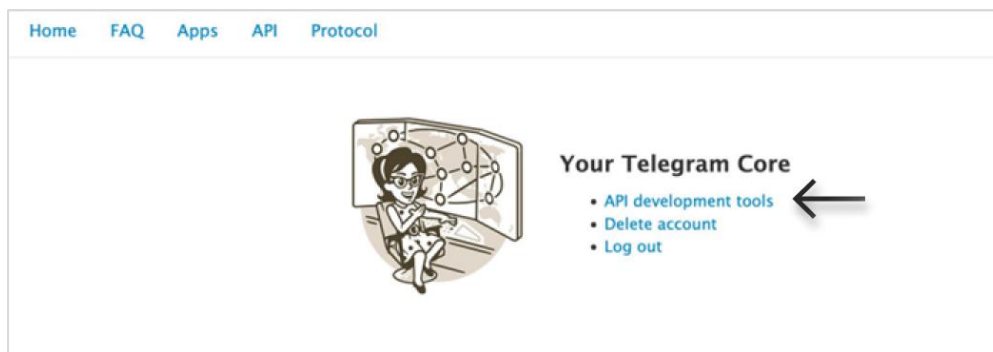 Home FAQ Apps API Protocol
Your Telegram Core
• API development tools
• Delete account
• Log out